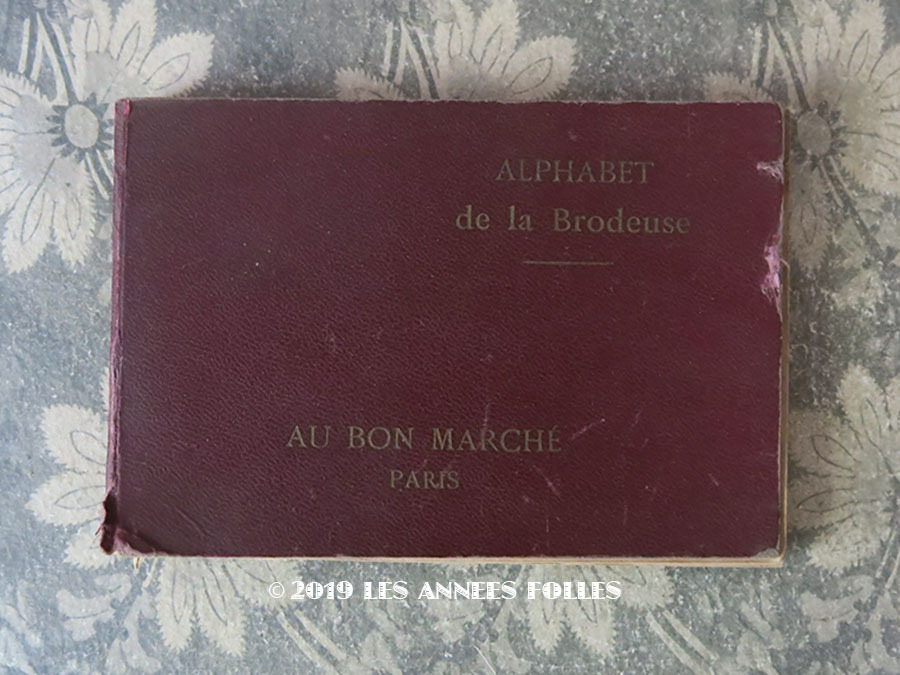 ALPHABET
de la Brodeuse
AU BON MARCHÉ
PARIS
© 2019 LES ANNEES FOLLES